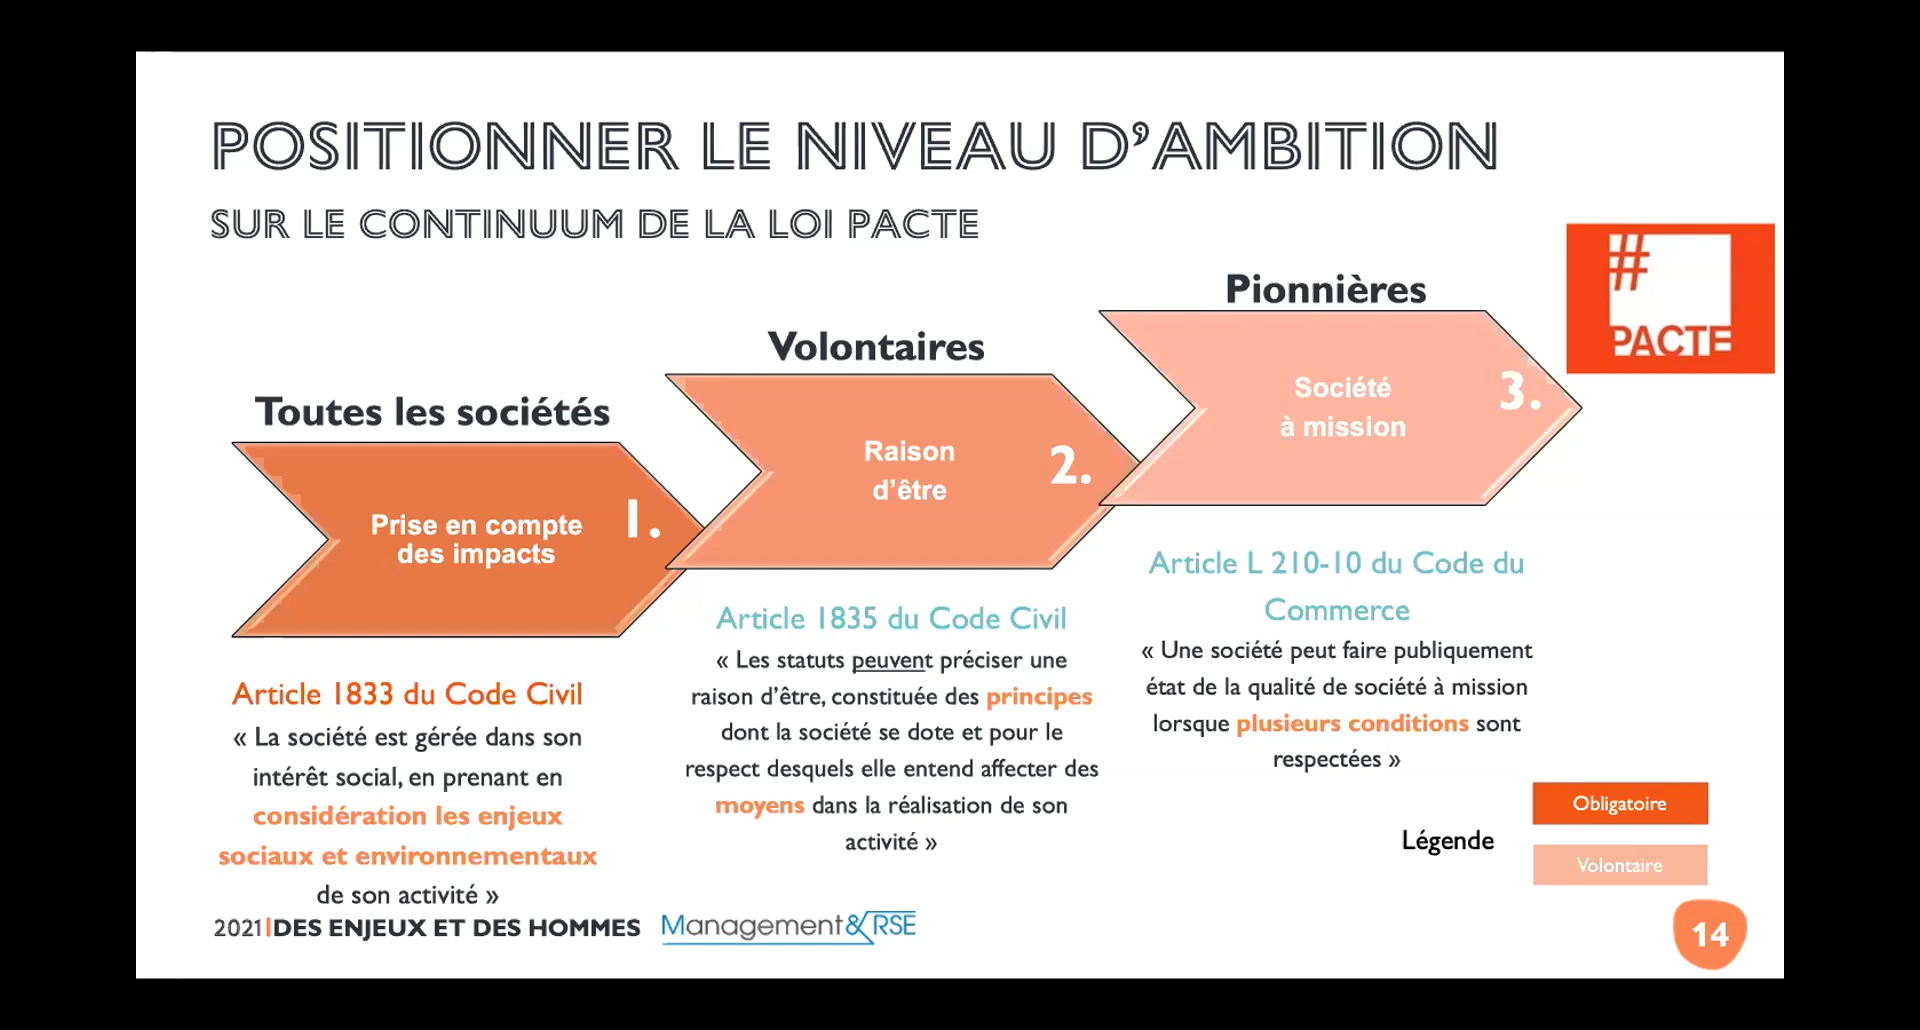 POSITIONNER LE NIVEAU D’AMBITION
SUR LE CONTINUUM DE LA LOI PACTE
#
PACTE
Toutes les sociétés
Prise en compte
des impacts
1.
Article 1833 du Code Civil
« La société est gérée dans son
intérêt social, en prenant en
considération les enjeux
sociaux et environnementaux
de son activité »
Volontaires
Raison
d’être
2.
Article 1835 du Code Civil
« Les statuts peuvent préciser une
raison d’être, constituée des principes
dont la société se dote et pour le
respect desquels elle entend affecter des
moyens dans la réalisation de son
activité »
Pionnières
Société
à mission
3.
Article L 210-10 du Code du
Commerce
« Une société peut faire publiquement
état de la qualité de société à mission
lorsque plusieurs conditions sont
respectées »
Légende
Obligatoire
Volontaire
2021 DES ENJEUX ET DES HOMMES
Management&RSE
14